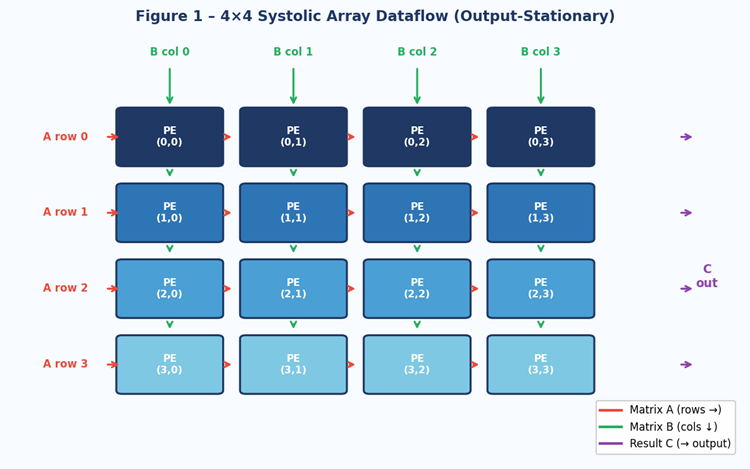 Figure 1 – 4×4 Systolic Array Dataflow (Output-Stationary)
B col 0
B col 1
B col 2
B col 3
A row 0
PE
(0,0)
PE
(0,1)
PE
(0,2)
PE
(0,3)
A row 1
PE
(1,0)
PE
(1,1)
PE
(1,2)
PE
(1,3)
A row 2
PE
(2,0)
PE
(2,1)
PE
(2,2)
PE
(2,3)
C
out
A row 3
PE
(3,0)
PE
(3,1)
PE
(3,2)
PE
(3,3)
Matrix A (rows →)
Matrix B (cols ↓)
Result C (→ output)